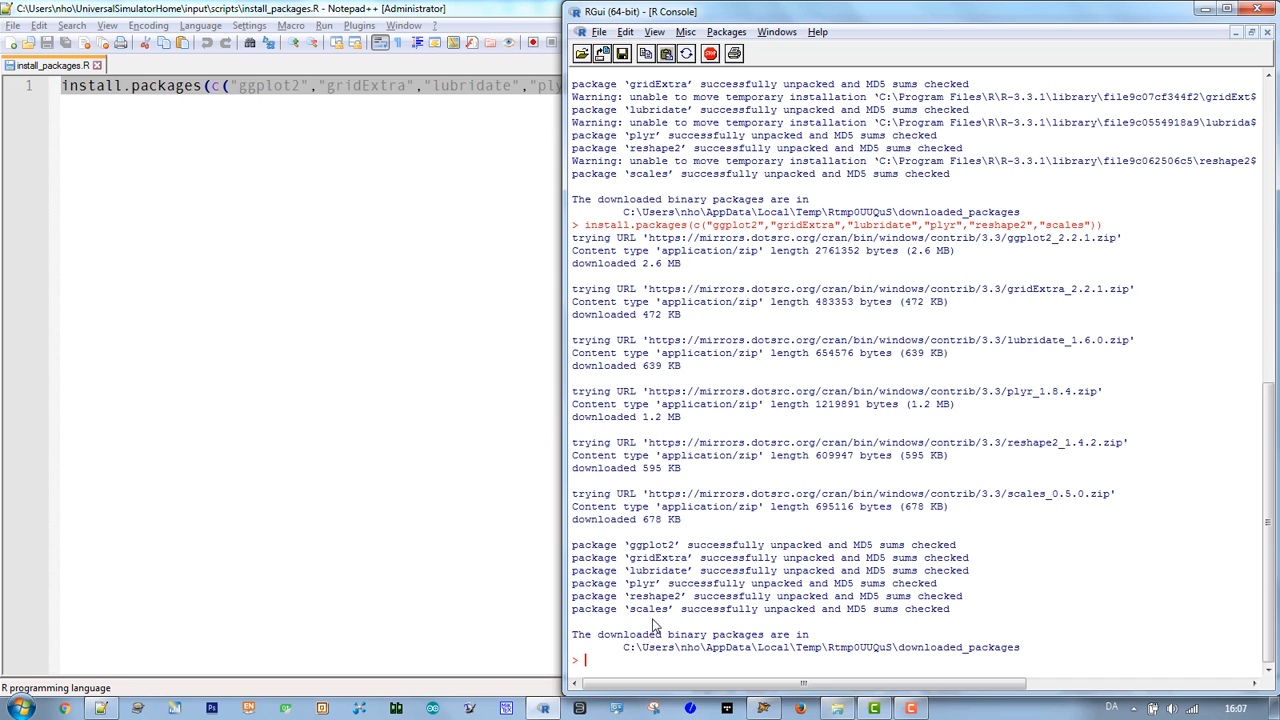 C:\Users\nho\UniversalSimulatorHome\input\scripts\install_packages.R - Notepad++ [Administrator]
File Edit Search View Encoding Language Settings Macro Run Plugins Window
install_packages.R
1 install.packages(c("ggplot2","gridExtra","lubridate","ply
R programming language
RGui (64-bit) - [R Console]
File Edit View Misc Packages Windows Help
STOP
package ‘gridExtra’ successfully unpacked and MD5 sums checked
Warning: unable to move temporary installation ‘C:\Program Files\R\R-3.3.1\library\file9c07cf344f2\gridExt$
package ‘lubridate’ successfully unpacked and MD5 sums checked
Warning: unable to move temporary installation ‘C:\Program Files\R\R-3.3.1\library\file9c0554918a9\lubrida$
package ‘plyr’ successfully unpacked and MD5 sums checked
package ‘reshape2’ successfully unpacked and MD5 sums checked
Warning: unable to move temporary installation ‘C:\Program Files\R\R-3.3.1\library\file9c062506c5\reshape2$
package ‘scales’ successfully unpacked and MD5 sums checked
The downloaded binary packages are in
C:\Users\nho\AppData\Local\Temp\Rtmp0UUQuS\downloaded_packages
> install.packages(c("ggplot2","gridExtra","lubridate","plyr","reshape2","scales"))
trying URL 'https://mirrors.dotsrc.org/cran/bin/windows/contrib/3.3/ggplot2_2.2.1.zip'
Content type 'application/zip' length 2761352 bytes (2.6 MB)
downloaded 2.6 MB
trying URL 'https://mirrors.dotsrc.org/cran/bin/windows/contrib/3.3/gridExtra_2.2.1.zip'
Content type 'application/zip' length 483353 bytes (472 KB)
downloaded 472 KB
trying URL 'https://mirrors.dotsrc.org/cran/bin/windows/contrib/3.3/lubridate_1.6.0.zip'
Content type 'application/zip' length 654576 bytes (639 KB)
downloaded 639 KB
trying URL 'https://mirrors.dotsrc.org/cran/bin/windows/contrib/3.3/plyr_1.8.4.zip'
Content type 'application/zip' length 1219891 bytes (1.2 MB)
downloaded 1.2 MB
trying URL 'https://mirrors.dotsrc.org/cran/bin/windows/contrib/3.3/reshape2_1.4.2.zip'
Content type 'application/zip' length 609947 bytes (595 KB)
downloaded 595 KB
trying URL 'https://mirrors.dotsrc.org/cran/bin/windows/contrib/3.3/scales_0.5.0.zip'
Content type 'application/zip' length 695116 bytes (678 KB)
downloaded 678 KB
package ‘ggplot2’ successfully unpacked and MD5 sums checked
package ‘gridExtra’ successfully unpacked and MD5 sums checked
package ‘lubridate’ successfully unpacked and MD5 sums checked
package ‘plyr’ successfully unpacked and MD5 sums checked
package ‘reshape2’ successfully unpacked and MD5 sums checked
package ‘scales’ successfully unpacked and MD5 sums checked
The downloaded binary packages are in
C:\Users\nho\AppData\Local\Temp\Rtmp0UUQuS\downloaded_packages
>
DA 16:07